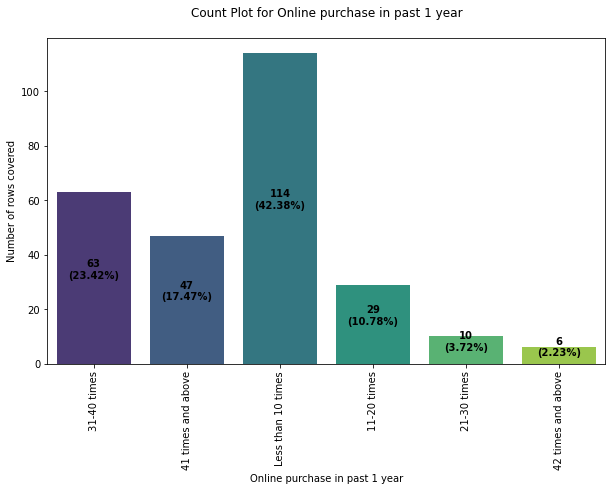 Count Plot for Online purchase in past 1 year
Number of rows covered
100
80
60
40
20
0
63
(23.42%)
47
(17.47%)
114
(42.38%)
29
(10.78%)
10
(3.72%)
6
(2.23%)
31-40 times
41 times and above
Less than 10 times
11-20 times
21-30 times
42 times and above
Online purchase in past 1 year